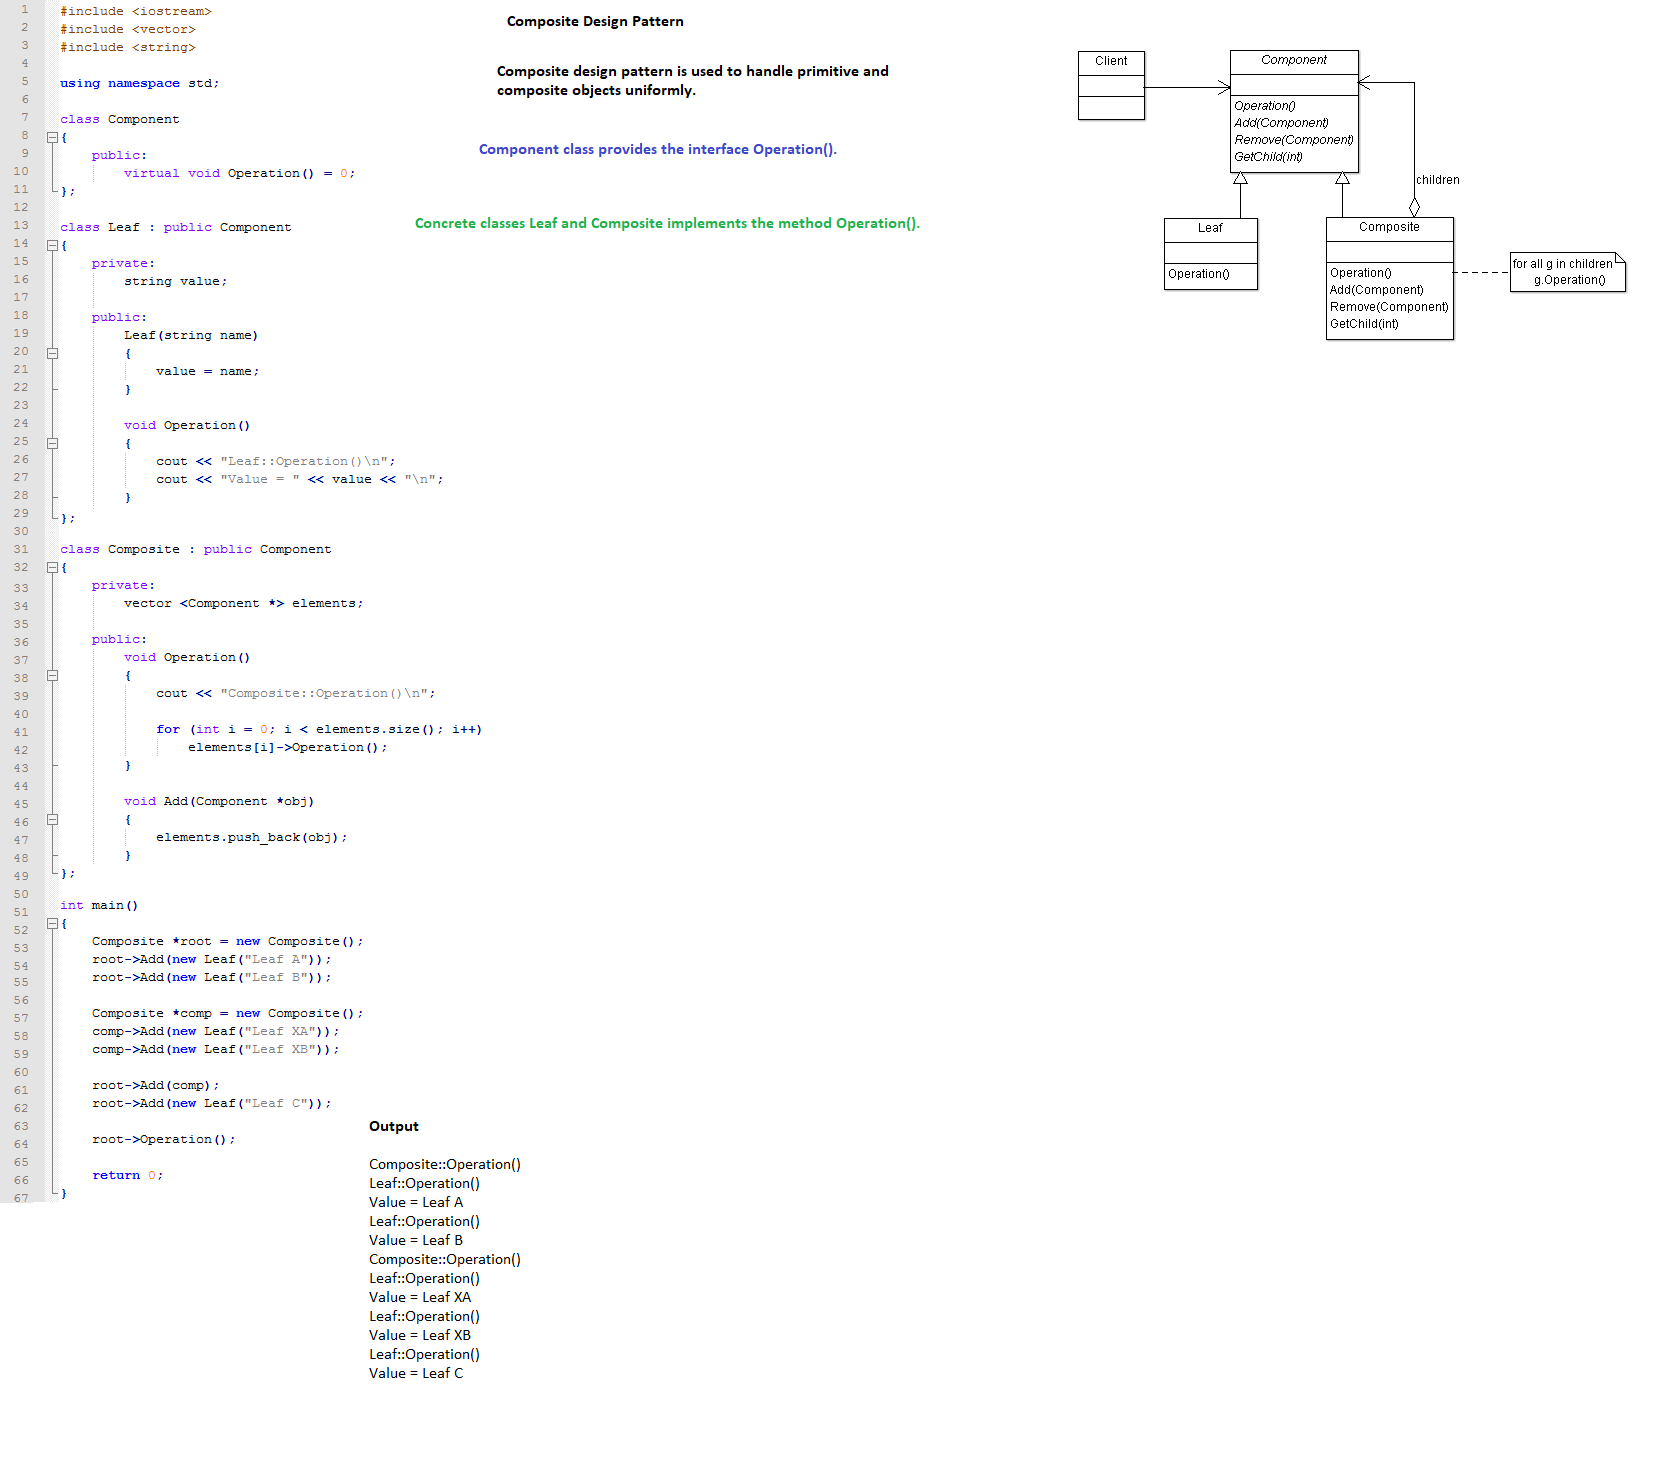 1 #include <iostream>
2 #include <vector>
3 #include <string>
4
5 using namespace std;
6
7 class Component
8 {
9     public:
10         virtual void Operation() = 0;
11 };
12
13 class Leaf : public Component
14 {
15     private:
16         string value;
17
18     public:
19         Leaf(string name)
20         {
21             value = name;
22         }
23
24         void Operation()
25         {
26             cout << "Leaf::Operation()\n";
27             cout << "Value = " << value << "\n";
28         }
29 };
30
31 class Composite : public Component
32 {
33     private:
34         vector <Component *> elements;
35
36     public:
37         void Operation()
38         {
39             cout << "Composite::Operation()\n";
40
41             for (int i = 0; i < elements.size(); i++)
42                 elements[i]->Operation();
43         }
44
45         void Add(Component *obj)
46         {
47             elements.push_back(obj);
48         }
49 };
50
51 int main()
52 {
53     Composite *root = new Composite();
54     root->Add(new Leaf("Leaf A"));
55     root->Add(new Leaf("Leaf B"));
56
57     Composite *comp = new Composite();
58     comp->Add(new Leaf("Leaf XA"));
59     comp->Add(new Leaf("Leaf XB"));
60
61     root->Add(comp);
62     root->Add(new Leaf("Leaf C"));
63
64     root->Operation();
65
66     return 0;
67 }
Composite Design Pattern
Composite design pattern is used to handle primitive and
composite objects uniformly.
Component class provides the interface Operation().
Concrete classes Leaf and Composite implements the method Operation().
Client
Component
Operation()
Add(Component)
Remove(Component)
GetChild(int)
children
Leaf
Operation()
Composite
Operation()
Add(Component)
Remove(Component)
GetChild(int)
for all g in children
g.Operation()
Output
Composite::Operation()
Leaf::Operation()
Value = Leaf A
Leaf::Operation()
Value = Leaf B
Composite::Operation()
Leaf::Operation()
Value = Leaf XA
Leaf::Operation()
Value = Leaf XB
Leaf::Operation()
Value = Leaf C